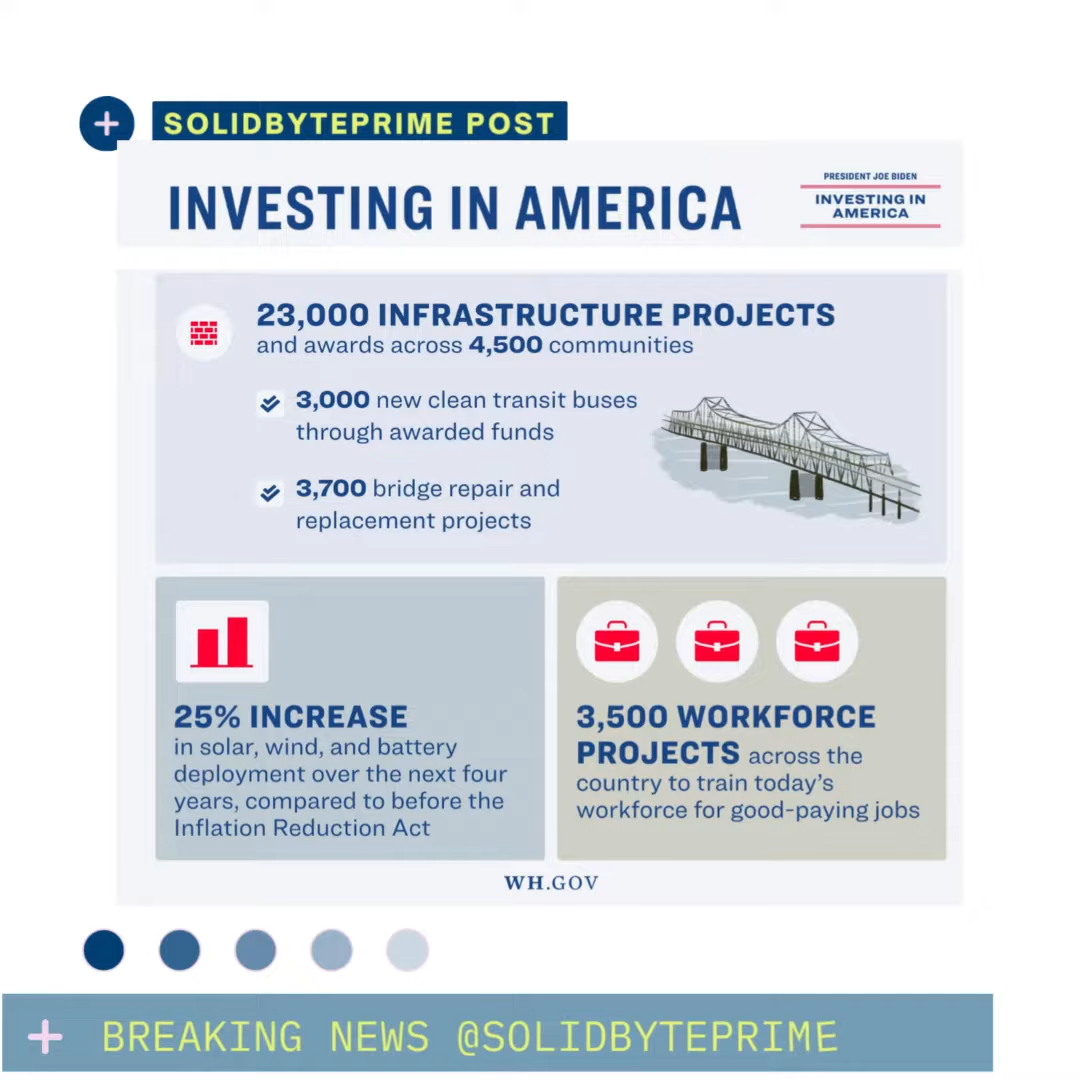 SOLIDBYTEPRIME POST
INVESTING IN AMERICA
PRESIDENT JOE BIDEN
INVESTING IN
AMERICA
23,000 INFRASTRUCTURE PROJECTS
and awards across 4,500 communities
3,000 new clean transit buses
through awarded funds
3,700 bridge repair and
replacement projects
25% INCREASE
in solar, wind, and battery
deployment over the next four
years, compared to before the
Inflation Reduction Act
3,500 WORKFORCE
PROJECTS across the
country to train today's
workforce for good-paying jobs
WH.GOV
BREAKING NEWS @SOLIDBYTEPRIME